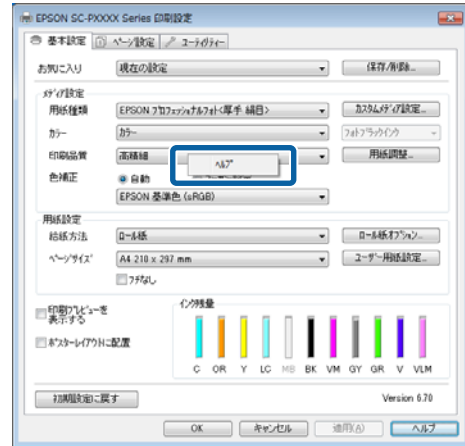 EPSON SC-PXXXX Series 印刷設定
基本設定 ページ設定 ユーティリティー
お気に入り 現在の設定 保存/削除...
メディア設定
用紙種類 EPSON プロフェッショナルフォト<厚手 絹目> カスタム用紙設定...
カラー カラー フォトブラックインク
印刷品質 高精細 用紙調整...
ヘルプ
色補正 自動
EPSON 基準色 (sRGB)
用紙設定
給紙方法 ロール紙 ロール紙オプション...
ページサイズ A4 210 x 297 mm ユーザー用紙設定...
フチなし
印刷プレビューを表示する
インク残量
ポスターレイアウトに配置
C OR Y LC MB BK VM GY GR V VLM
初期設定に戻す Version 6.70
OK キャンセル 適用(A) ヘルプ